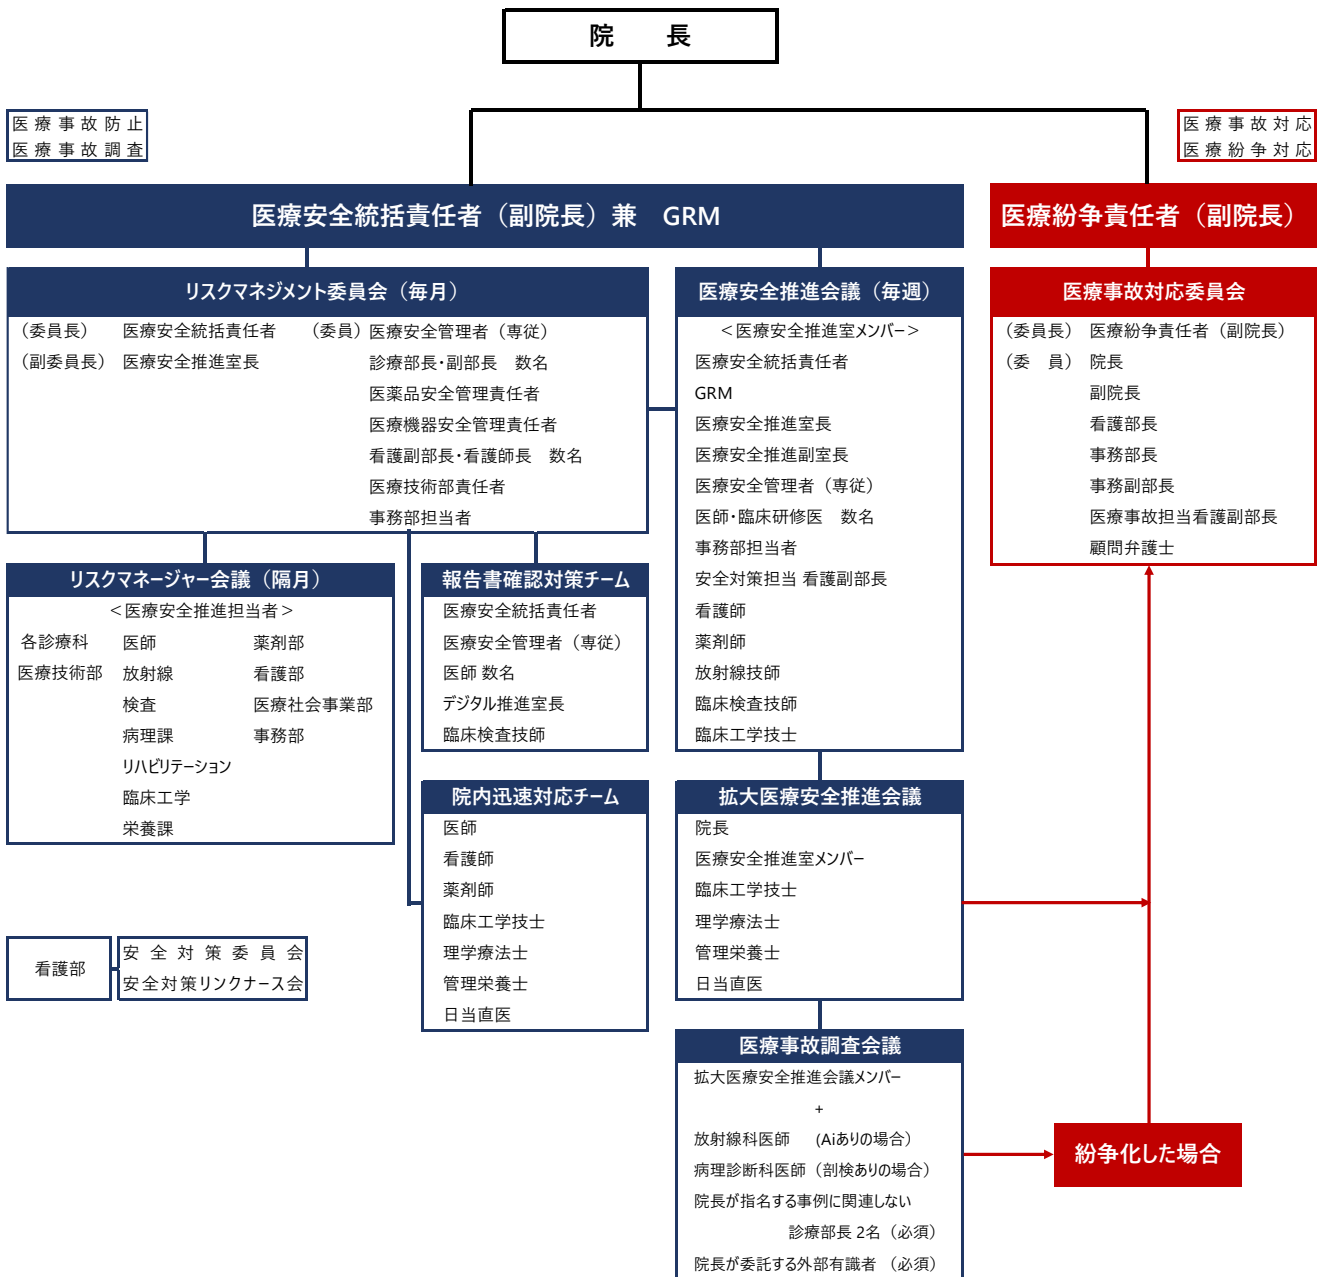 院　長
医療事故防止
医療事故調査
医療事故対応
医療紛争対応
医療安全統括責任者（副院長）兼　GRM
医療紛争責任者（副院長）
リスクマネジメント委員会（毎月）
（委員長）　医療安全統括責任者　（委員）医療安全管理者（専従）
（副委員長）　医療安全推進室長　診療部長・副部長　数名
医薬品安全管理責任者
医療機器安全管理責任者
看護副部長・看護師長　数名
医療技術部責任者
事務部担当者
医療安全推進会議（毎週）
＜医療安全推進室メンバー＞
医療安全統括責任者
GRM
医療安全推進室長
医療安全推進副室長
医療安全管理者（専従）
医師・臨床研修医　数名
事務部担当者
安全対策担当 看護副部長
看護師
薬剤師
放射線技師
臨床検査技師
臨床工学技士
医療事故対応委員会
（委員長）　医療紛争責任者（副院長）
（委　員）　院長
副院長
看護部長
事務部長
事務副部長
医療事故担当看護副部長
顧問弁護士
リスクマネージャー会議（隔月）
＜医療安全推進担当者＞
各診療科　医師　薬剤部
医療技術部　放射線　看護部
検査　医療社会事業部
病理課　事務部
リハビリテーション
臨床工学
栄養課
報告書確認対策チーム
医療安全統括責任者
医療安全管理者（専従）
医師 数名
デジタル推進室長
臨床検査技師
院内迅速対応チーム
医師
看護師
薬剤師
臨床工学技士
理学療法士
管理栄養士
日当直医
拡大医療安全推進会議
院長
医療安全推進室メンバー
臨床工学技士
理学療法士
管理栄養士
日当直医
看護部
安全対策委員会
安全対策リンクナース会
医療事故調査会議
拡大医療安全推進会議メンバー
+
放射線科医師　(Aiありの場合）
病理診断科医師（剖検ありの場合）
院長が指名する事例に関連しない
診療部長 2名（必須）
院長が委託する外部有識者 （必須）
紛争化した場合